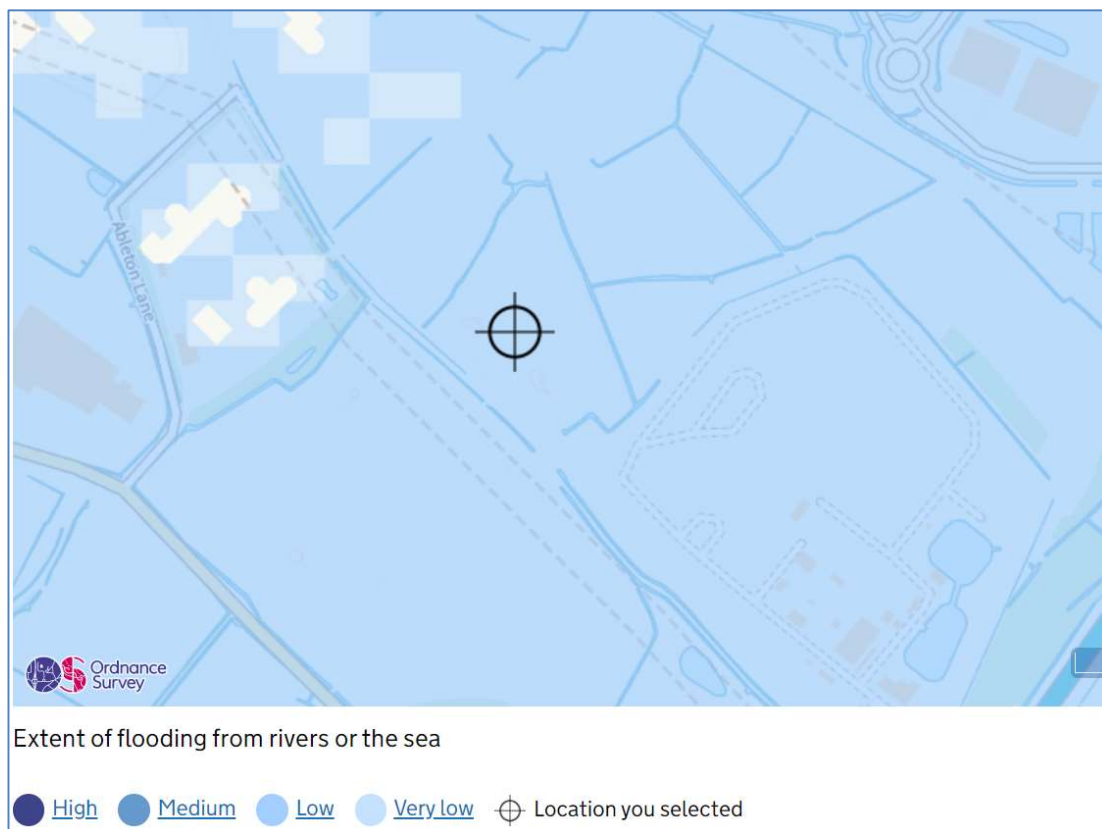 Ableton Lane
Ordnance
Survey
Extent of flooding from rivers or the sea
High Medium Low Very low Location you selected